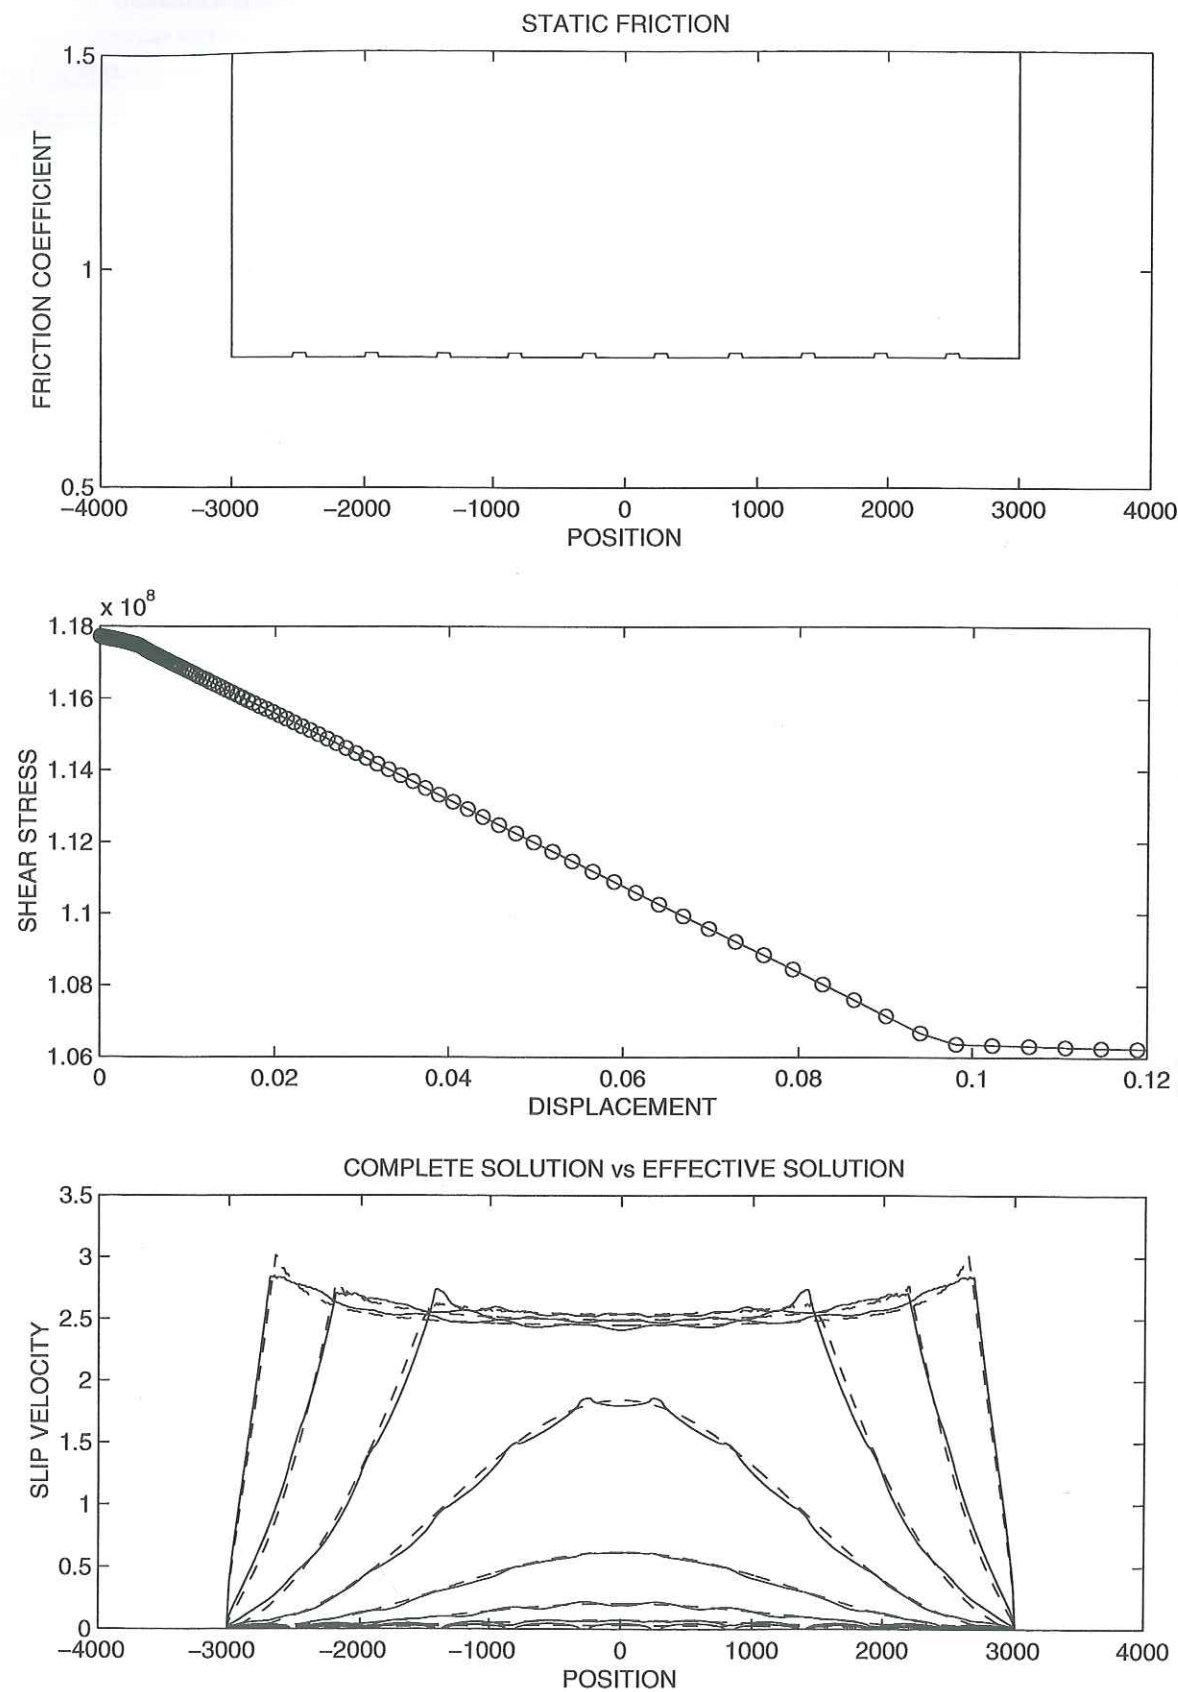 STATIC FRICTION
1.5
1
0.5
FRICTION COEFFICIENT
−4000 −3000 −2000 −1000 0 1000 2000 3000 4000
POSITION
x 10^8
1.18
1.16
1.14
1.12
1.1
1.08
1.06
SHEAR STRESS
0 0.02 0.04 0.06 0.08 0.1 0.12
DISPLACEMENT
COMPLETE SOLUTION vs EFFECTIVE SOLUTION
3.5
3
2.5
2
1.5
1
0.5
0
SLIP VELOCITY
−4000 −3000 −2000 −1000 0 1000 2000 3000 4000
POSITION